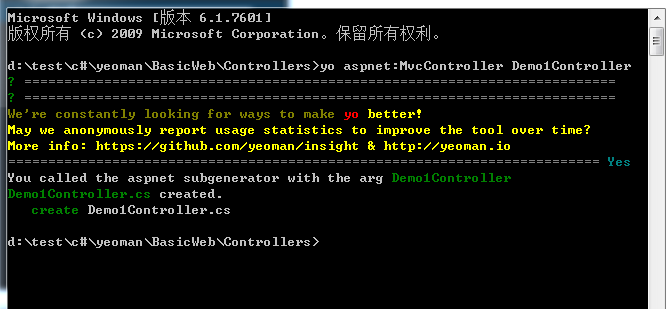 Microsoft Windows [版本 6.1.7601]
版权所有 (c) 2009 Microsoft Corporation。保留所有权利。
d:\test\c#\yeoman\BasicWeb\Controllers>yo aspnet:MvcController Demo1Controller
? ==========================================================================
? ==========================================================================
We're constantly looking for ways to make yo better!
May we anonymously report usage statistics to improve the tool over time?
More info: https://github.com/yeoman/insight & http://yeoman.io
========================================================================== Yes
You called the aspnet subgenerator with the arg Demo1Controller
Demo1Controller.cs created.
create Demo1Controller.cs
d:\test\c#\yeoman\BasicWeb\Controllers>